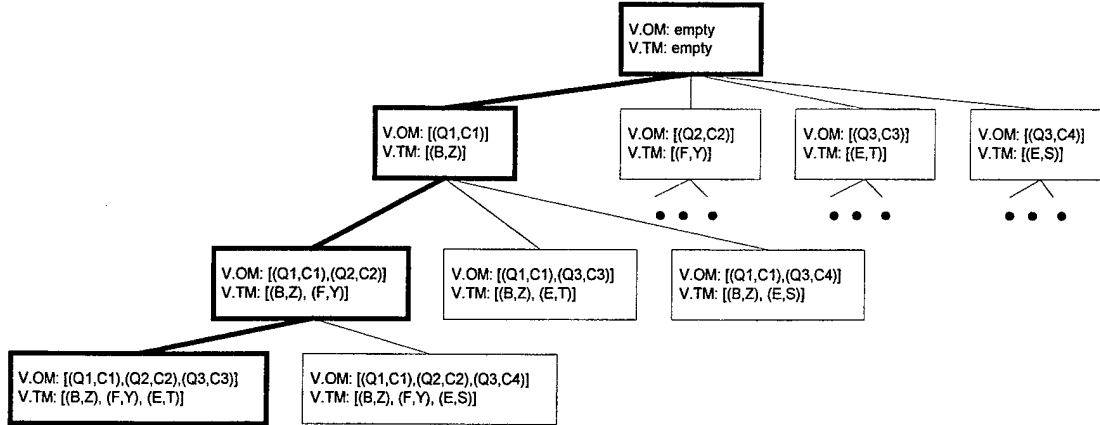 V.OM: empty
V.TM: empty
V.OM: [(Q1,C1)]
V.TM: [(B,Z)]
V.OM: [(Q2,C2)]
V.TM: [(F,Y)]
V.OM: [(Q3,C3)]
V.TM: [(E,T)]
V.OM: [(Q3,C4)]
V.TM: [(E,S)]
V.OM: [(Q1,C1),(Q2,C2)]
V.TM: [(B,Z), (F,Y)]
V.OM: [(Q1,C1),(Q3,C3)]
V.TM: [(B,Z), (E,T)]
V.OM: [(Q1,C1),(Q3,C4)]
V.TM: [(B,Z), (E,S)]
V.OM: [(Q1,C1),(Q2,C2),(Q3,C3)]
V.TM: [(B,Z), (F,Y), (E,T)]
V.OM: [(Q1,C1),(Q2,C2),(Q3,C4)]
V.TM: [(B,Z), (F,Y), (E,S)]